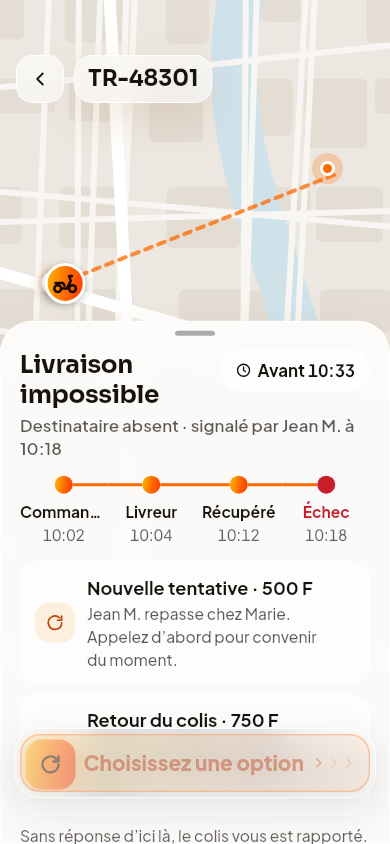 TR-48301
Livraison
impossible
Avant 10:33
Destinataire absent · signalé par Jean M. à
10:18
Comman... Livreur Récupéré Échec
10:02 10:04 10:12 10:18
Nouvelle tentative · 500 F
Jean M. repasse chez Marie.
Appelez d’abord pour convenir
du moment.
Retour du colis · 750 F
Choisissez une option
Sans réponse d’ici là, le colis vous est rapporté.